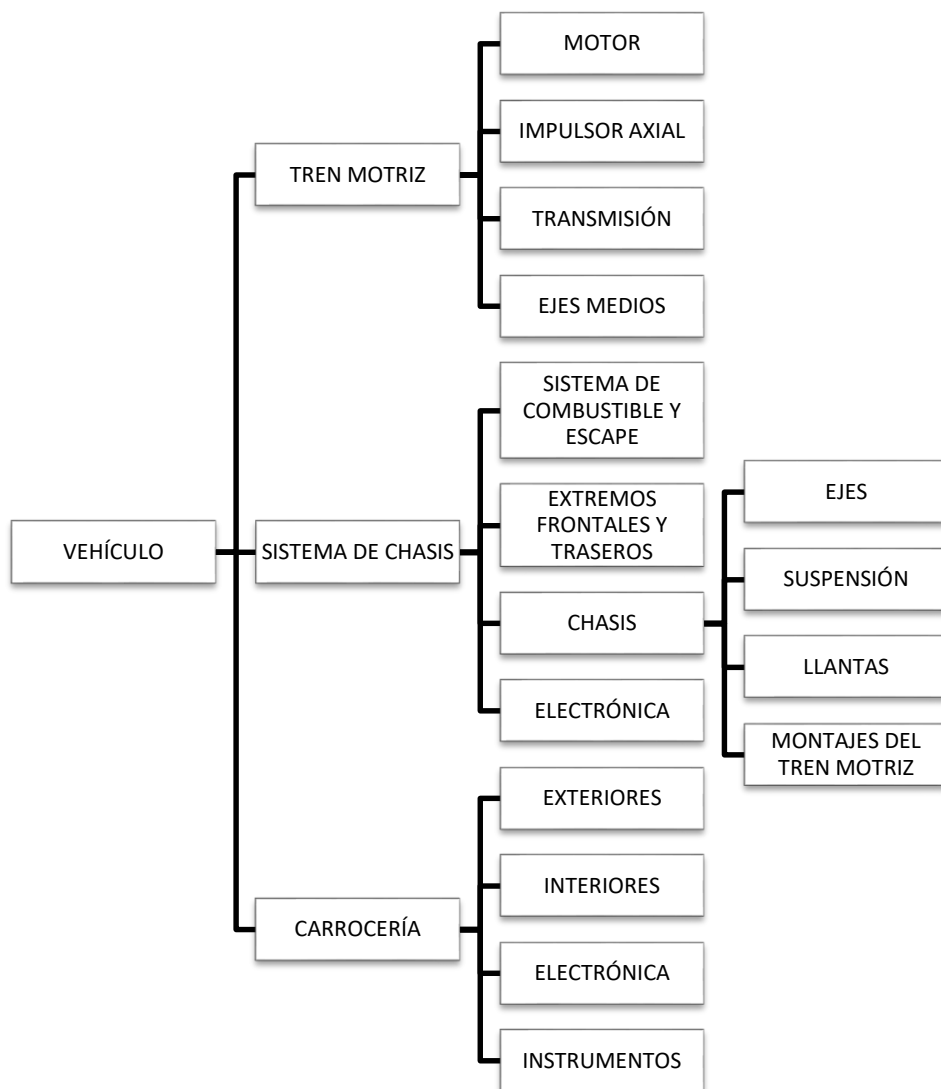 MOTOR
IMPULSOR AXIAL
TREN MOTRIZ
TRANSMISIÓN
EJES MEDIOS
SISTEMA DE
COMBUSTIBLE Y
ESCAPE
EJES
EXTREMOS
FRONTALES Y
TRASEROS
VEHÍCULO
SISTEMA DE CHASIS
SUSPENSIÓN
CHASIS
LLANTAS
ELECTRÓNICA
MONTAJES DEL
TREN MOTRIZ
EXTERIORES
INTERIORES
CARROCERÍA
ELECTRÓNICA
INSTRUMENTOS